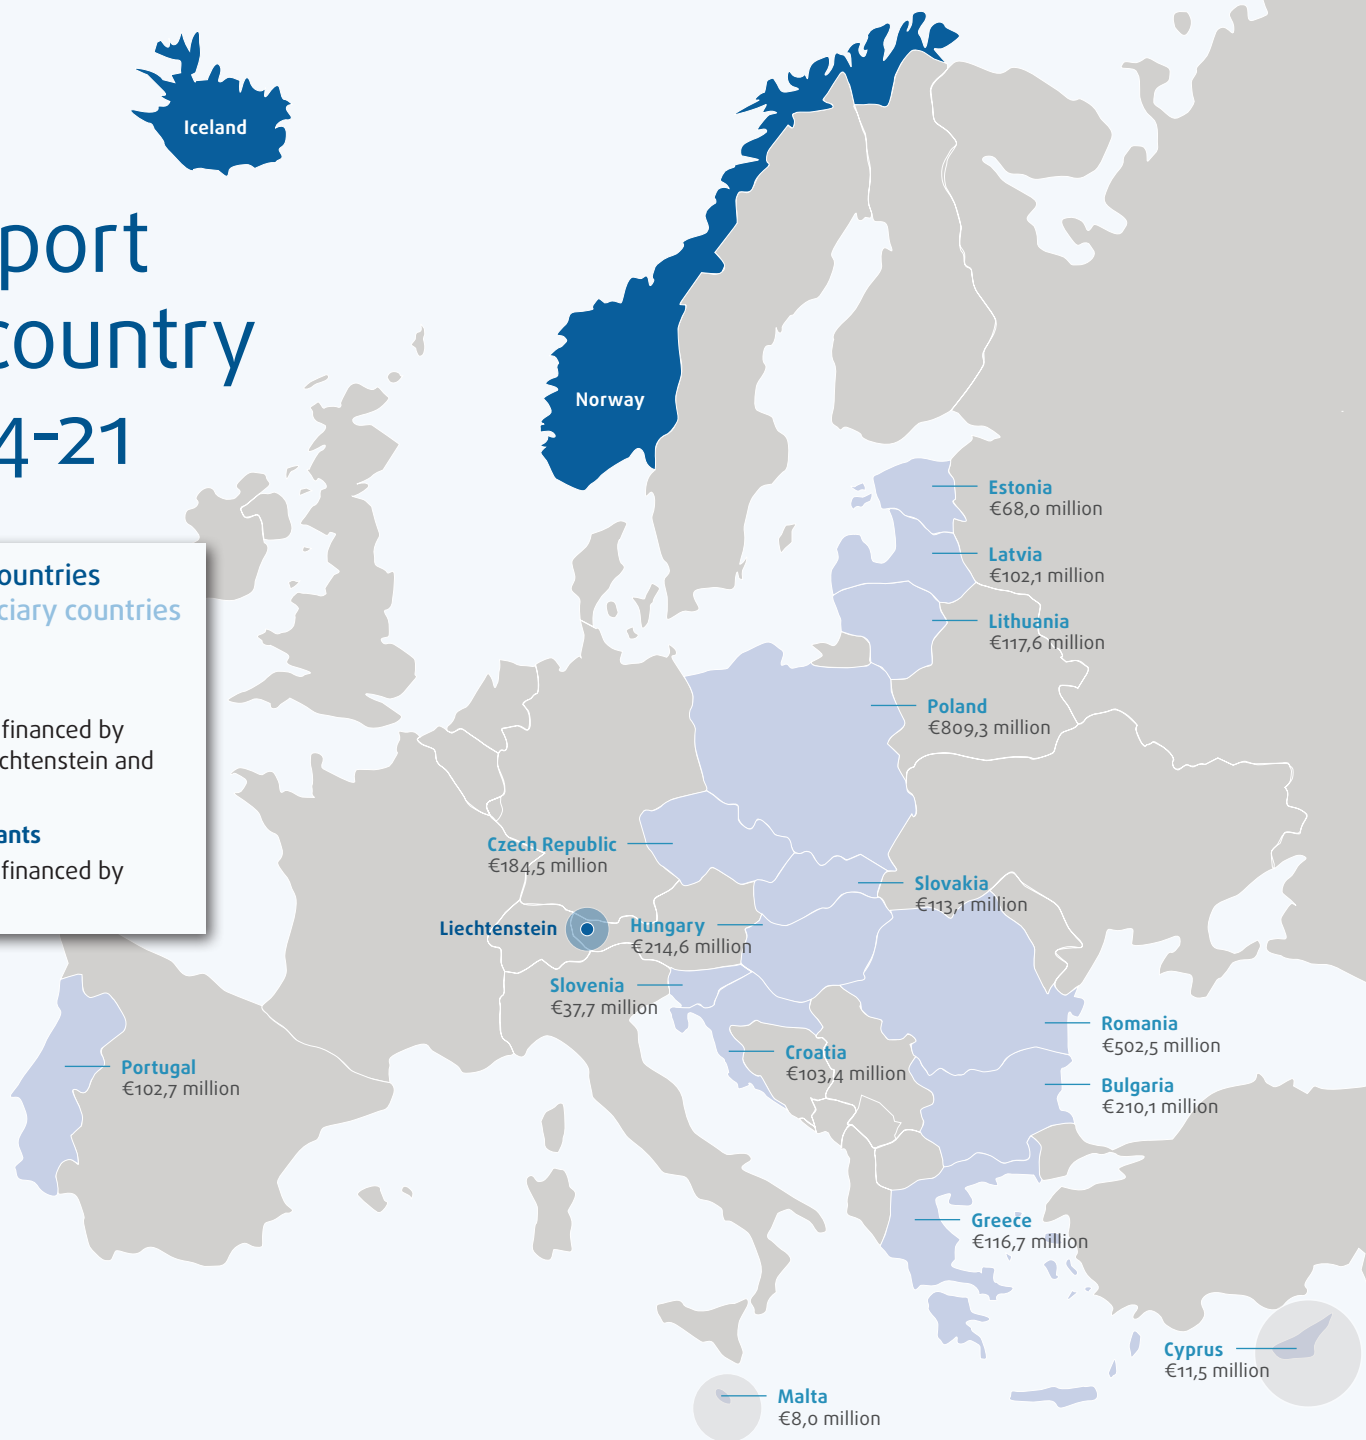 Iceland
port
country
4-21
Norway
ountries
ciary countries
financed by
chtenstein and
ants
financed by
Estonia
€68,0 million
Latvia
€102,1 million
Lithuania
€117,6 million
Poland
€809,3 million
Czech Republic
€184,5 million
Slovakia
€113,1 million
Liechtenstein
Hungary
€214,6 million
Slovenia
€37,7 million
Romania
€502,5 million
Croatia
€103,4 million
Portugal
€102,7 million
Bulgaria
€210,1 million
Greece
€116,7 million
Cyprus
€11,5 million
Malta
€8,0 million